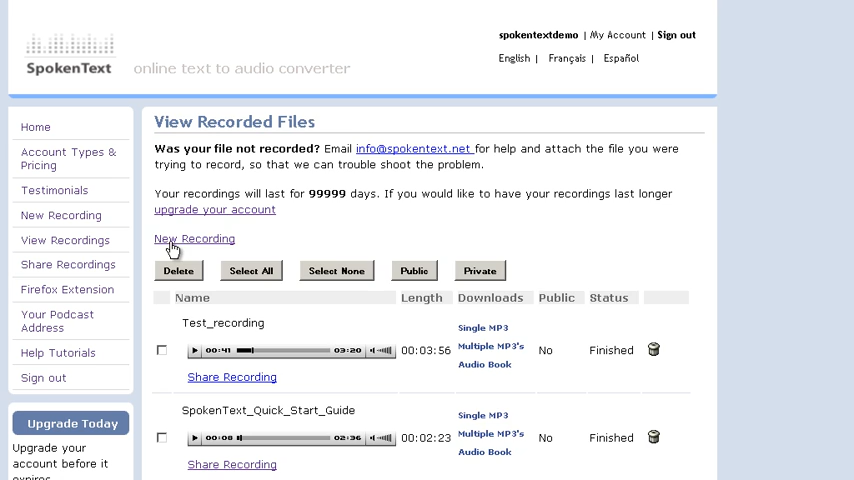 spokentextdemo | My Account | Sign out
English | Français | Español
SpokenText online text to audio converter
Home
Account Types &
Pricing
Testimonials
New Recording
View Recordings
Share Recordings
Firefox Extension
Your Podcast
Address
Help Tutorials
Sign out
Upgrade Today
Upgrade your
account before it
expires
View Recorded Files
Was your file not recorded? Email info@spokentext.net for help and attach the file you were
trying to record, so that we can trouble shoot the problem.
Your recordings will last for 99999 days. If you would like to have your recordings last longer
upgrade your account
New Recording
Delete Select All Select None Public Private
Name Length Downloads Public Status
Test_recording
00:41 03:20 00:03:56 No Finished
Single MP3
Multiple MP3's
Audio Book
Share Recording
SpokenText_Quick_Start_Guide
00:08 02:36 00:02:23 No Finished
Single MP3
Multiple MP3's
Audio Book
Share Recording